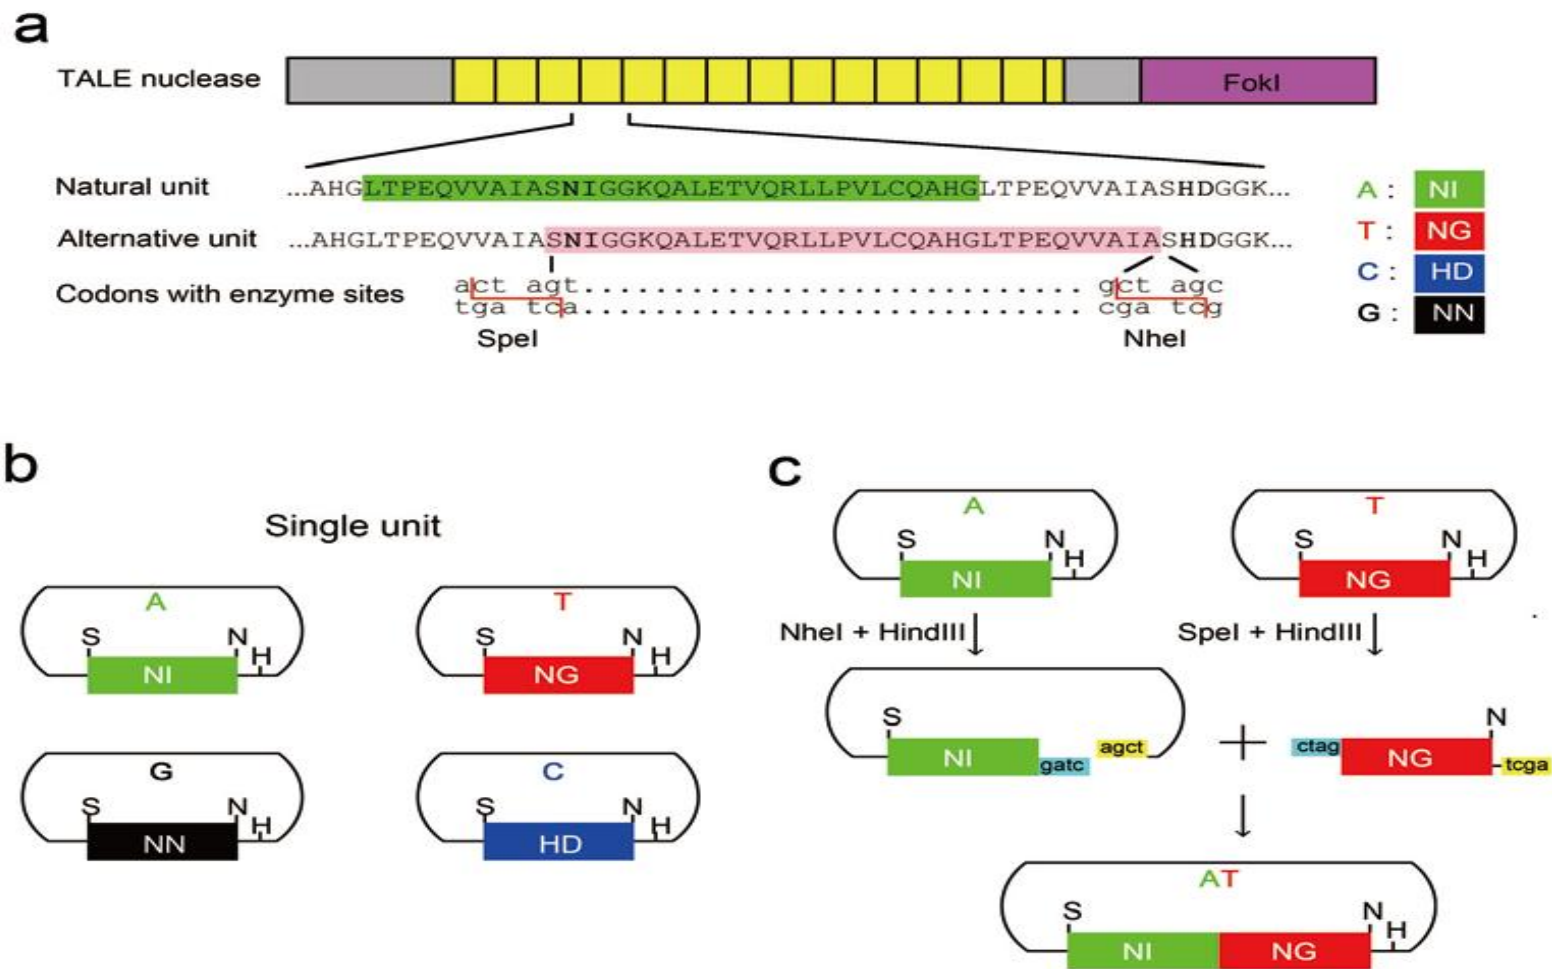 a
TALE nuclease
FokI
Natural unit
...AHGLTPEQVVAIASNIGGKQALETVQRLLPVLCQAHGLTPEQVVAIASHDGGK...
Alternative unit
...AHGLTPEQVVAIASNIGGKQALETVQRLLPVLCQAHGLTPEQVVAIASHDGGK...
Codons with enzyme sites
act agt............................gct agc
tga tca............................cga tcg
SpeI
NheI
A : NI
T : NG
C : HD
G : NN
b
Single unit
A
S N H
NI
T
S N H
NG
G
S N H
NN
C
S N H
HD
c
A
S N H
NI
T
S N H
NG
NheI + HindIII
SpeI + HindIII
S
NI
gatc
agct
+
N
ctag
NG
tcga
AT
S N H
NI NG